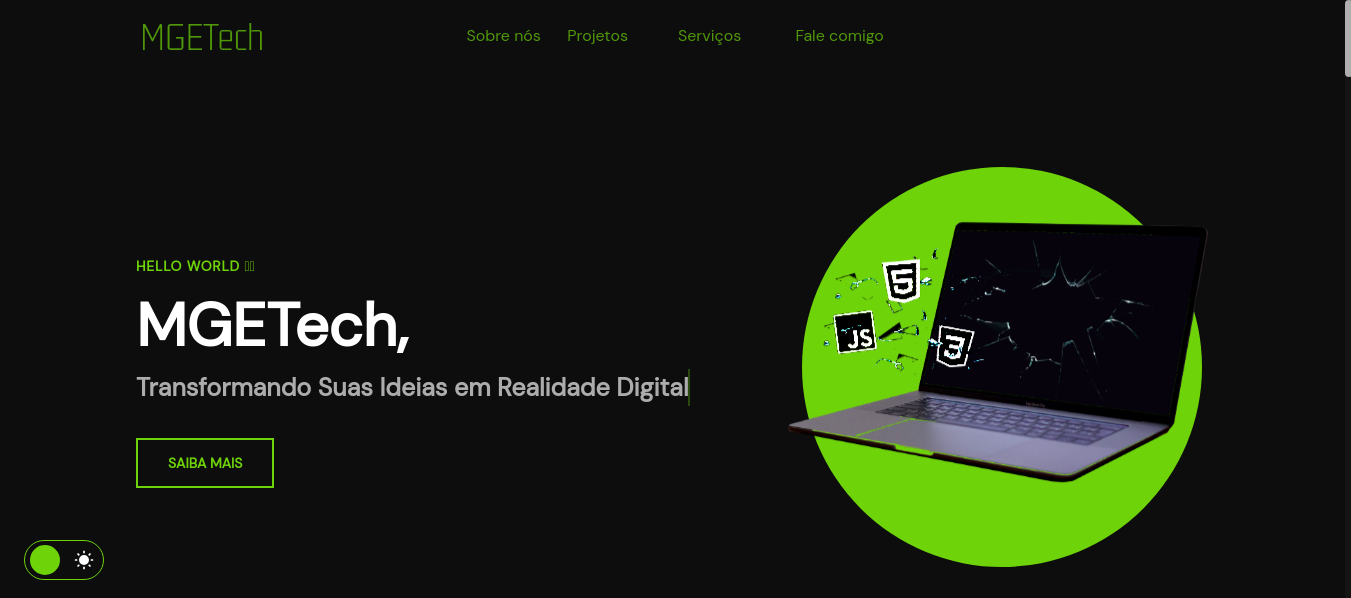 MGETech
Sobre nós Projetos Serviços Fale comigo
HELLO WORLD
MGETech,
Transformando Suas Ideias em Realidade Digital
SAIBA MAIS
5
JS
3